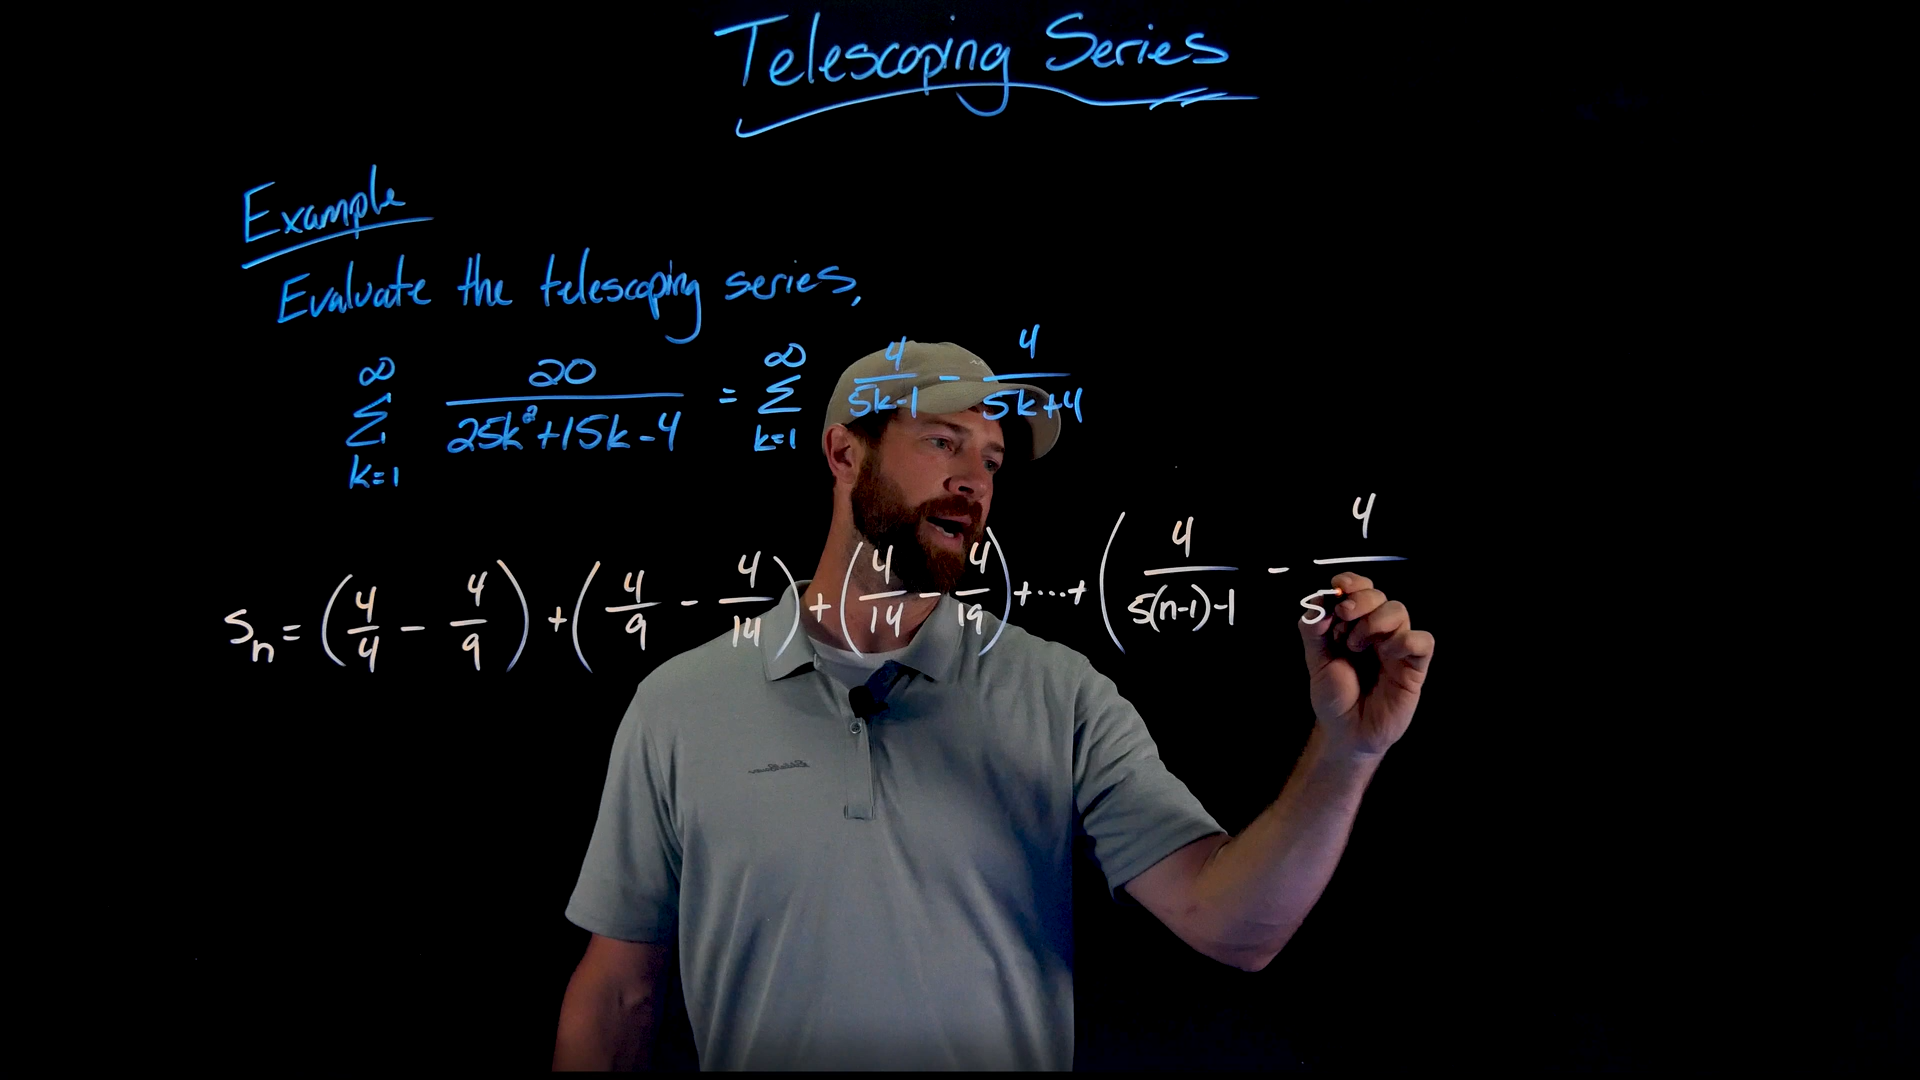 Telescoping Series
Example
Evaluate the telescoping series,
∞ ∑ k=1 20/(25k²+15k-4) = ∞ ∑ k=1 4/(5k-1) - 4/(5k+4)
Sn = (4/4 - 4/9) + (4/9 - 4/14) + (4/14 - 4/19) + ... + (4/(5(n-1)-1) - 4/5